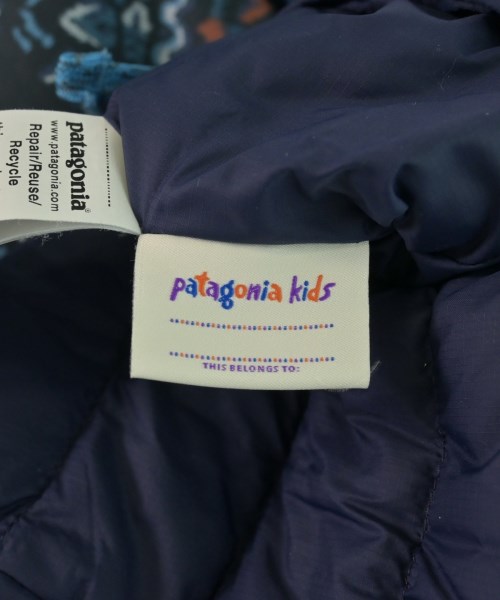 patagonia®
www.patagonia.com
Repair/Reuse/
Recycle
patagonia kids
THIS BELONGS TO: